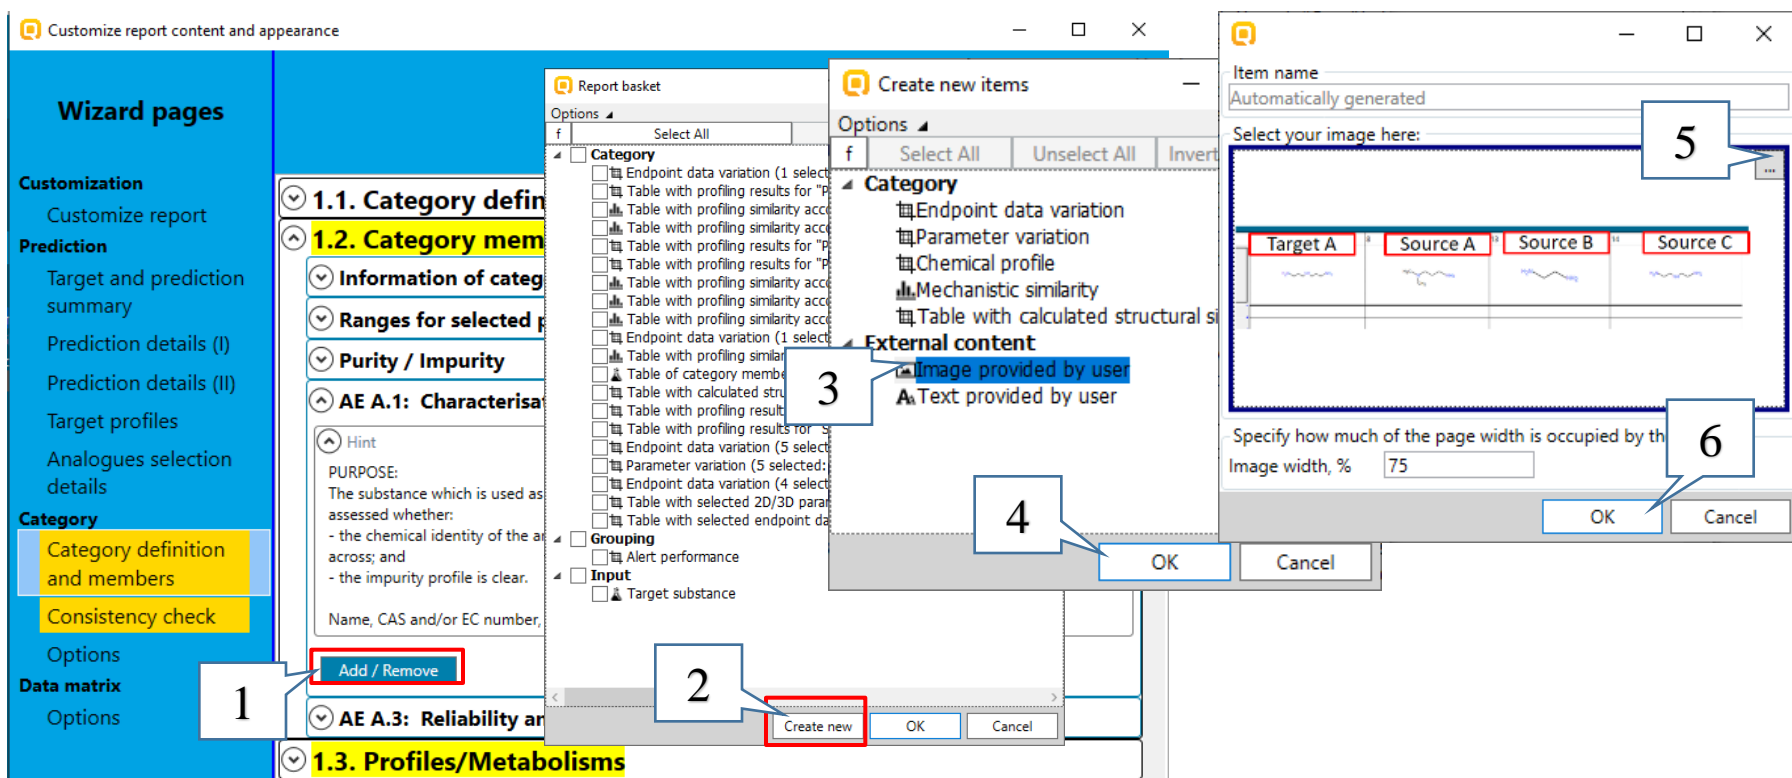 Customize report content and appearance
Wizard pages
Customization
Customize report
Prediction
Target and prediction
summary
Prediction details (I)
Prediction details (II)
Target profiles
Analogues selection
details
Category
Category definition
and members
Consistency check
Options
Data matrix
Options
1.1. Category defin
1.2. Category mem
Information of categ
Ranges for selected p
Purity / Impurity
AE A.1: Characterisat
Hint
PURPOSE:
The substance which is used as
assessed whether:
- the chemical identity of the an
across; and
- the impurity profile is clear.
Name, CAS and/or EC number,
Add / Remove
1
AE A.3: Reliability an
1.3. Profiles/Metabolisms
Report basket
Options
f
Select All
Category
Endpoint data variation (1 select
Table with profiling results for "P
Table with profiling similarity acco
Table with profiling similarity acco
Table with profiling results for "P
Table with profiling results for "P
Table with profiling similarity acco
Table with profiling similarity acco
Table with profiling similarity acco
Endpoint data variation (1 select
Table with profiling similar
Table of category membe
Table with calculated stru
Table with profiling result
Table with profiling results for "S
Endpoint data variation (5 select
Parameter variation (5 selected:
Endpoint data variation (4 select
Table with selected 2D/3D parar
Table with selected endpoint da
Grouping
Alert performance
Input
Target substance
2
Create new
OK
Cancel
Create new items
Options
f
Select All
Unselect All
Invert
Category
Endpoint data variation
Parameter variation
Chemical profile
Mechanistic similarity
Table with calculated structural si
External content
Image provided by user
Text provided by user
3
4
OK
Cancel
Item name
Automatically generated
Select your image here:
5
...
Target A
Source A
Source B
Source C
Specify how much of the page width is occupied by th
Image width, %
75
6
OK
Cancel